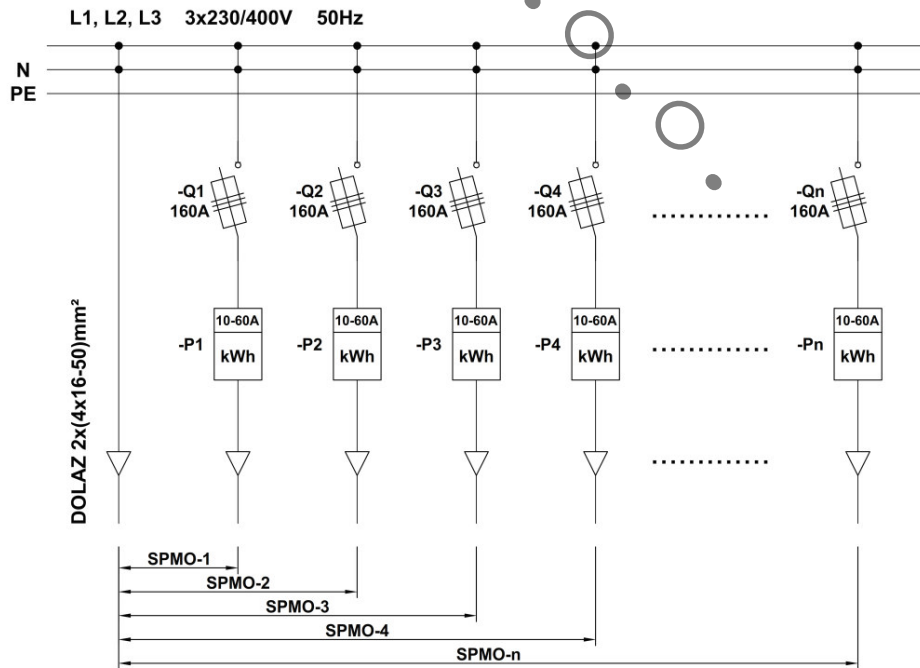 L1, L2, L3 3x230/400V 50Hz
N
PE
-Q1 160A
-Q2 160A
-Q3 160A
-Q4 160A
............
-Qn 160A
DOLAZ 2x(4x16-50)mm²
10-60A
10-60A
10-60A
10-60A
10-60A
-P1 kWh
-P2 kWh
-P3 kWh
-P4 kWh
............
-Pn kWh
............
SPMO-1
SPMO-2
SPMO-3
SPMO-4
SPMO-n